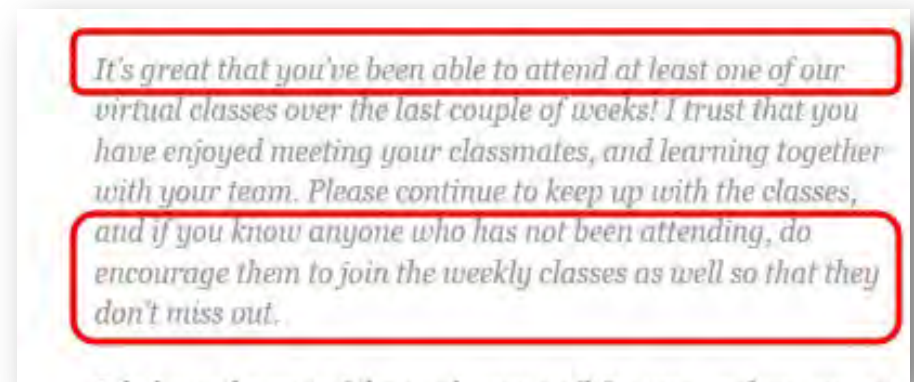 It's great that you've been able to attend at least one of our
virtual classes over the last couple of weeks! I trust that you
have enjoyed meeting your classmates, and learning together
with your team. Please continue to keep up with the classes,
and if you know anyone who has not been attending, do
encourage them to join the weekly classes as well so that they
don't miss out.